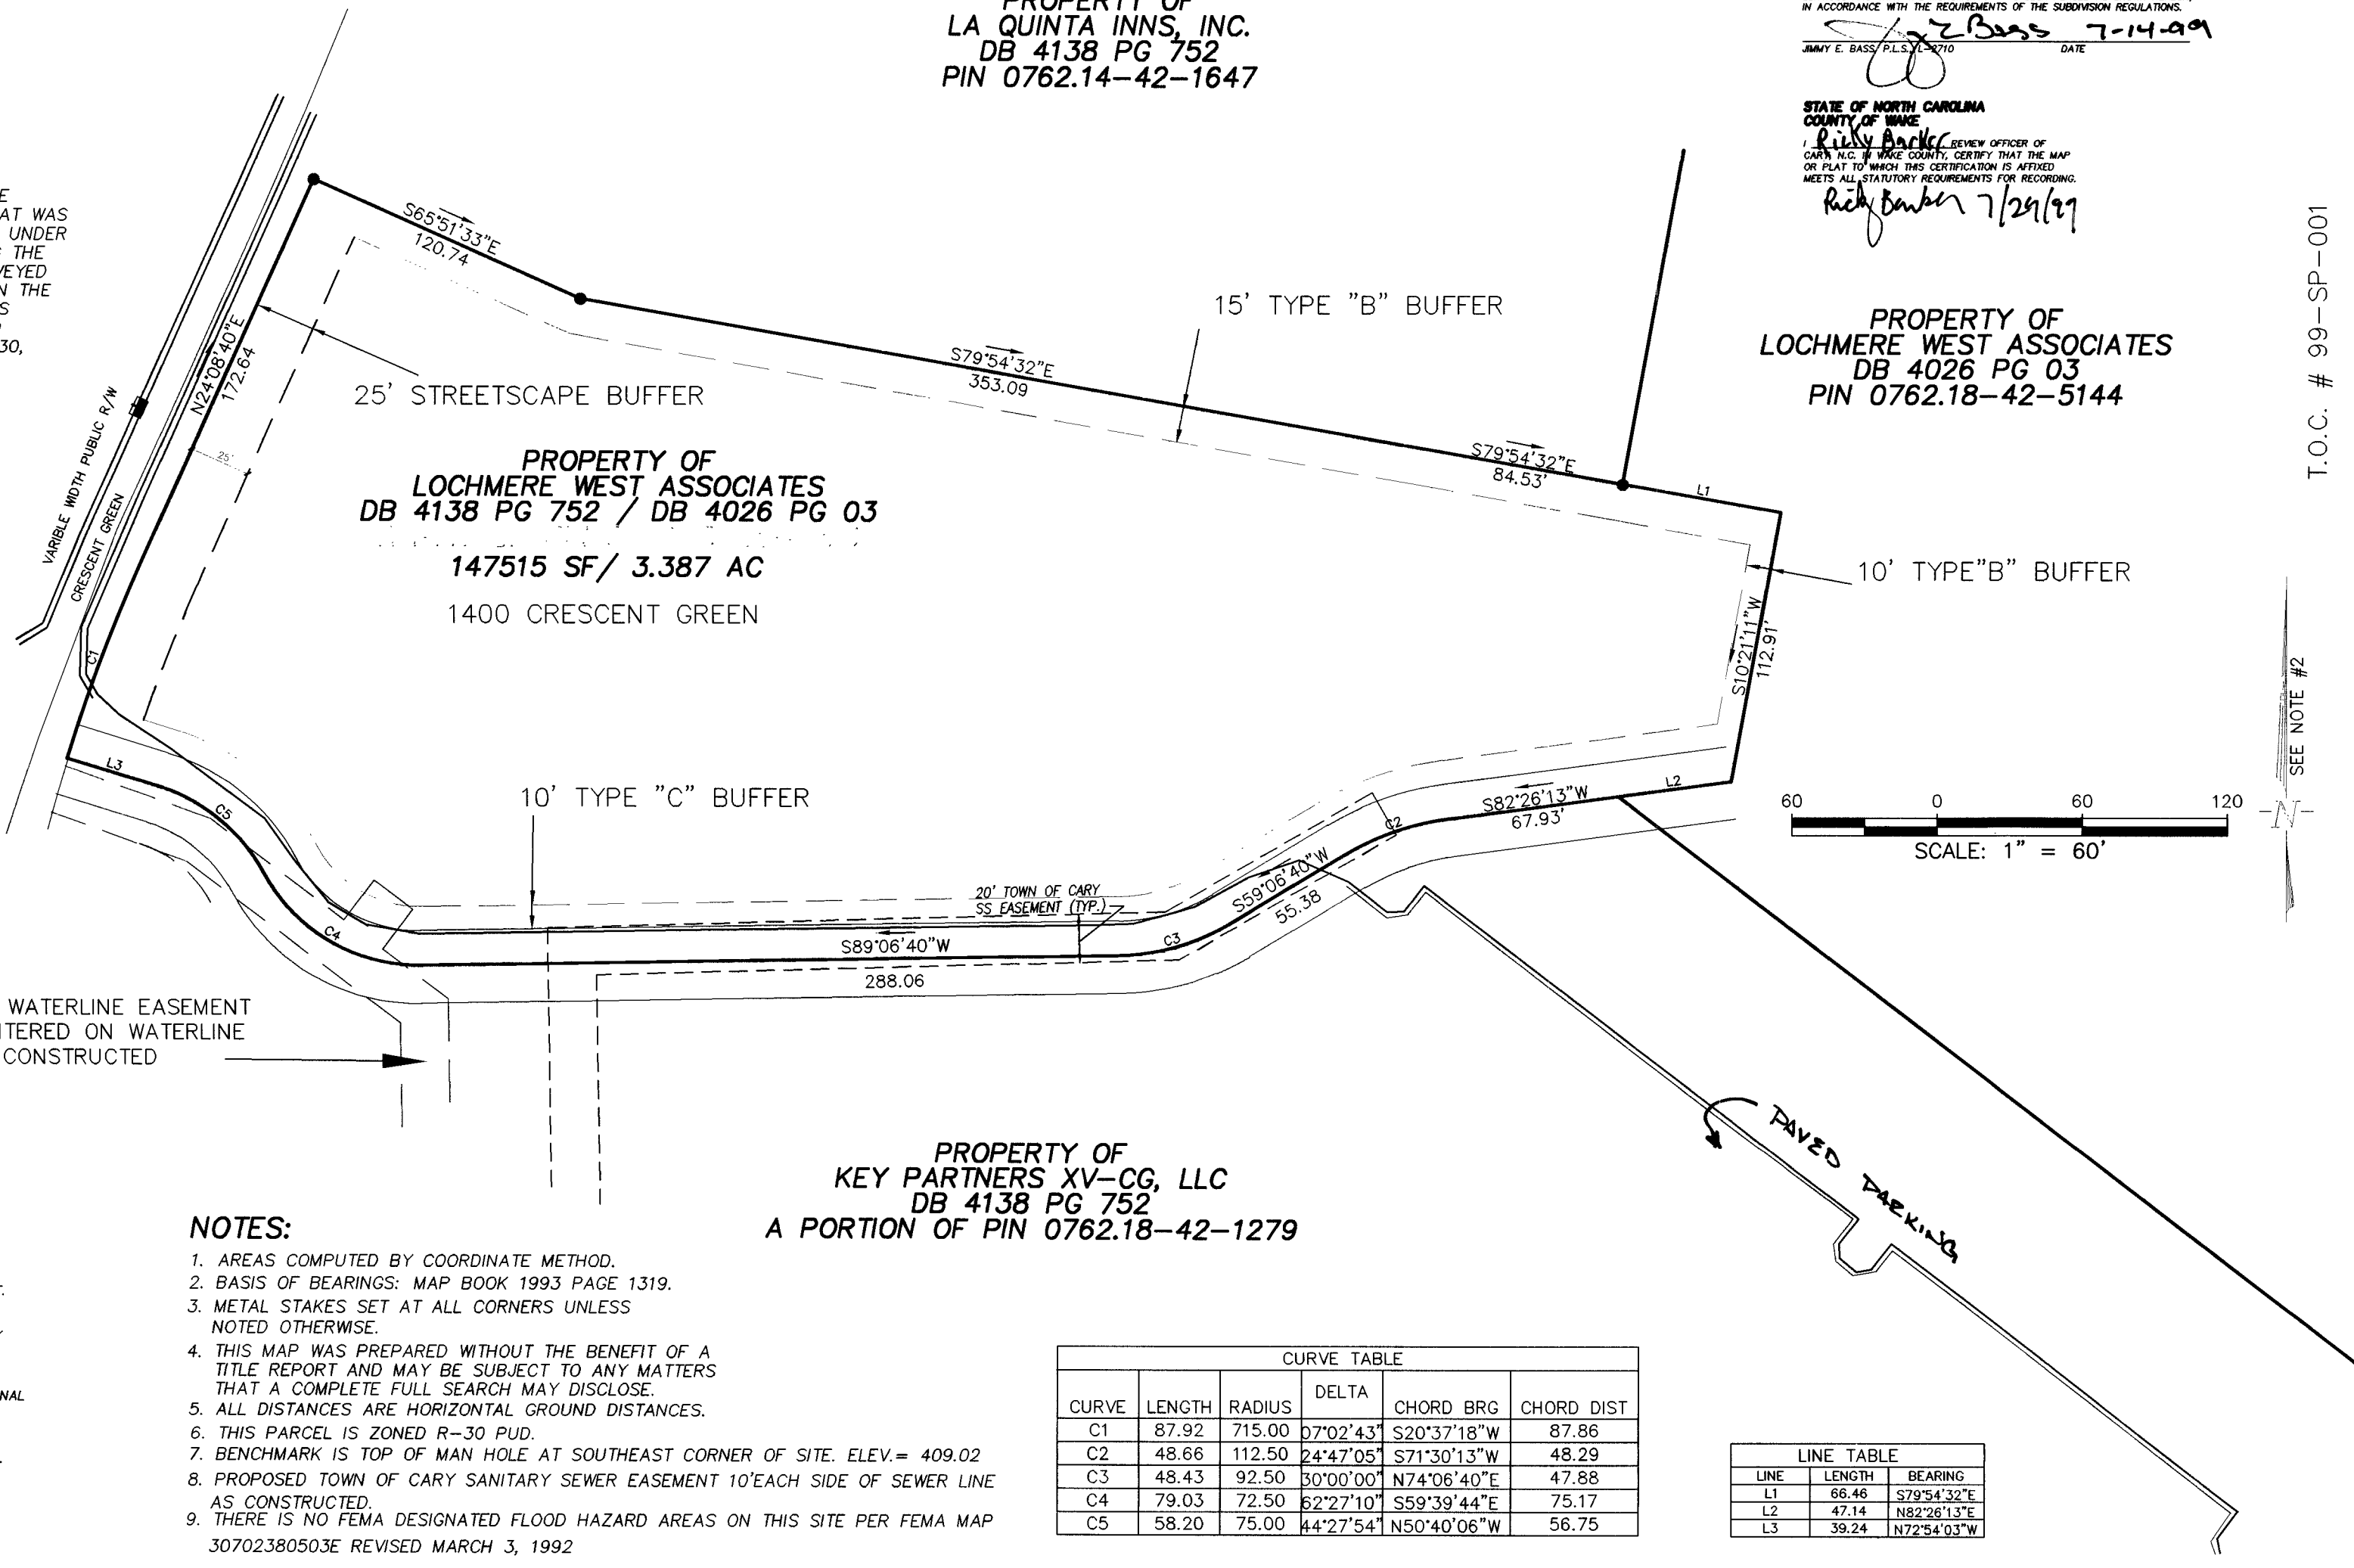 PROPERTY OF
LA QUINTA INNS, INC.
DB 4138 PG 752
PIN 0762.14-42-1647
IN ACCORDANCE WITH THE REQUIREMENTS OF THE SUBDIVISION REGULATIONS.
7-14-99
JIMMY E. BASS, P.L.S. L-2710 DATE
STATE OF NORTH CAROLINA
COUNTY OF WAKE
I Ricky Barker REVIEW OFFICER OF
CARY, N.C. IN WAKE COUNTY, CERTIFY THAT THE MAP
OR PLAT TO WHICH THIS CERTIFICATION IS AFFIXED
MEETS ALL STATUTORY REQUIREMENTS FOR RECORDING.
Ricky Barker 7/29/99
T.O.C. # 99-SP-001
AT WAS
UNDER
THE
VEYED
N THE
S
30,
S65°51'33"E
120.74
15' TYPE "B" BUFFER
PROPERTY OF
LOCHMERE WEST ASSOCIATES
DB 4026 PG 03
PIN 0762.18-42-5144
N24°08'40"E
172.64
S79°54'32"E
353.09
25' STREETSCAPE BUFFER
VARIBLE WIDTH PUBLIC R/W
CRESCENT GREEN
25'
S79°54'32"E
84.53'
L1
PROPERTY OF
LOCHMERE WEST ASSOCIATES
DB 4138 PG 752 / DB 4026 PG 03
147515 SF/ 3.387 AC
1400 CRESCENT GREEN
10' TYPE"B" BUFFER
S10°21'11"W
112.91'
C1
SEE NOTE #2
-N-
L3
C5
10' TYPE "C" BUFFER
L2
S82°26'13"W
67.93'
C2
60 0 60 120
SCALE: 1" = 60'
20' TOWN OF CARY
SS EASEMENT (TYP.)
S59°06'40"W
55.38
C4
S89°06'40"W
C3
288.06
WATERLINE EASEMENT
TERED ON WATERLINE
CONSTRUCTED
PAVED PARKING
PROPERTY OF
KEY PARTNERS XV-CG, LLC
DB 4138 PG 752
A PORTION OF PIN 0762.18-42-1279
NOTES:
1. AREAS COMPUTED BY COORDINATE METHOD.
2. BASIS OF BEARINGS: MAP BOOK 1993 PAGE 1319.
3. METAL STAKES SET AT ALL CORNERS UNLESS
NOTED OTHERWISE.
4. THIS MAP WAS PREPARED WITHOUT THE BENEFIT OF A
TITLE REPORT AND MAY BE SUBJECT TO ANY MATTERS
THAT A COMPLETE FULL SEARCH MAY DISCLOSE.
5. ALL DISTANCES ARE HORIZONTAL GROUND DISTANCES.
6. THIS PARCEL IS ZONED R-30 PUD.
7. BENCHMARK IS TOP OF MAN HOLE AT SOUTHEAST CORNER OF SITE. ELEV.= 409.02
8. PROPOSED TOWN OF CARY SANITARY SEWER EASEMENT 10'EACH SIDE OF SEWER LINE
AS CONSTRUCTED.
9. THERE IS NO FEMA DESIGNATED FLOOD HAZARD AREAS ON THIS SITE PER FEMA MAP
30702380503E REVISED MARCH 3, 1992
NAL
CURVE TABLE
CURVE LENGTH RADIUS DELTA CHORD BRG CHORD DIST
C1 87.92 715.00 07°02'43" S20°37'18"W 87.86
C2 48.66 112.50 24°47'05" S71°30'13"W 48.29
C3 48.43 92.50 30°00'00" N74°06'40"E 47.88
C4 79.03 72.50 62°27'10" S59°39'44"E 75.17
C5 58.20 75.00 44°27'54" N50°40'06"W 56.75
LINE TABLE
LINE LENGTH BEARING
L1 66.46 S79°54'32"E
L2 47.14 N82°26'13"E
L3 39.24 N72°54'03"W